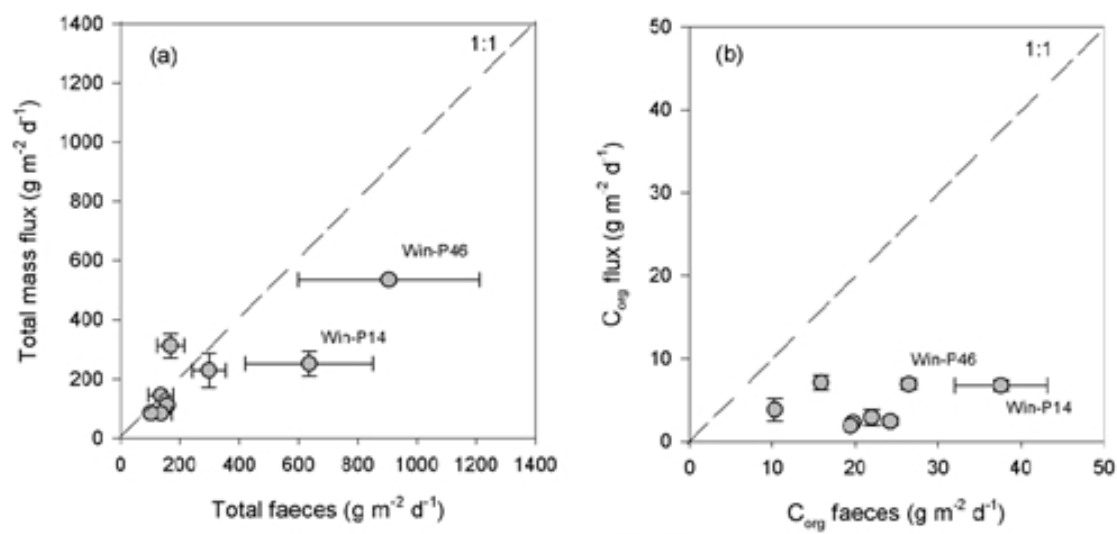 (a)
1:1
Win-P46
Win-P14
1400
1200
1000
800
600
400
200
0
Total mass flux (g m⁻² d⁻¹)
0 200 400 600 800 1000 1200 1400
Total faeces (g m⁻² d⁻¹)
(b)
1:1
Win-P46
Win-P14
50
40
30
20
10
0
C_org flux (g m⁻² d⁻¹)
0 10 20 30 40 50
C_org faeces (g m⁻² d⁻¹)